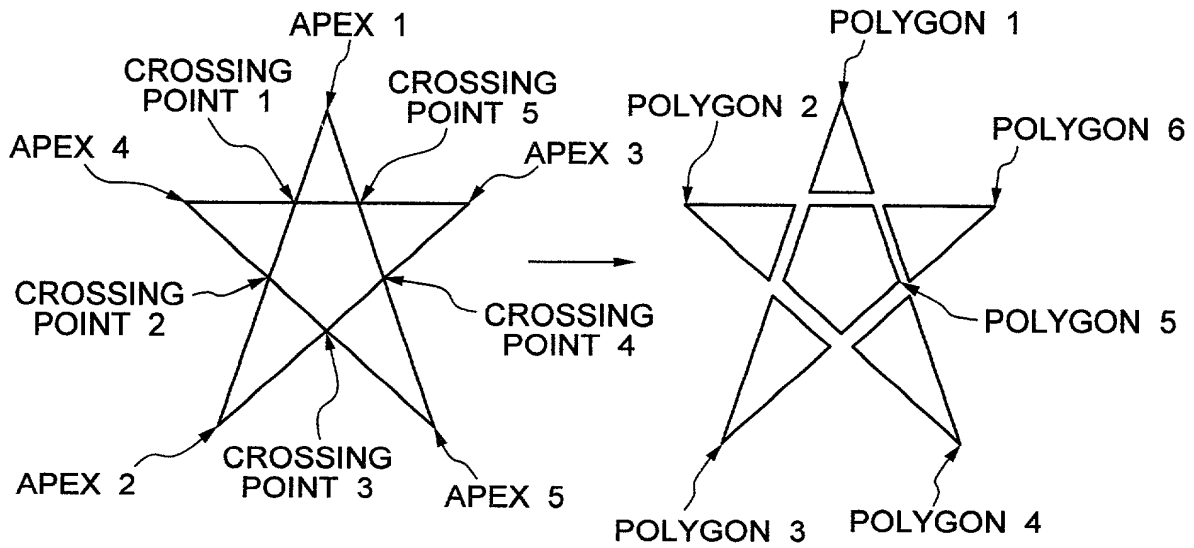 APEX 1
CROSSING
POINT 1
CROSSING
POINT 5
APEX 4
APEX 3
CROSSING
POINT 2
CROSSING
POINT 4
APEX 2
CROSSING
POINT 3
APEX 5
POLYGON 1
POLYGON 2
POLYGON 6
POLYGON 5
POLYGON 3
POLYGON 4